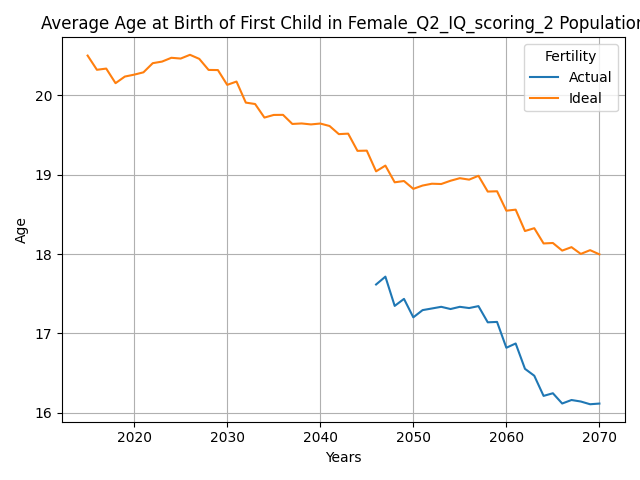 Average Age at Birth of First Child in Female_Q2_IQ_scoring_2 Population
Fertility
Actual
Ideal
20
19
18
17
16
Age
2020 2030 2040 2050 2060 2070
Years